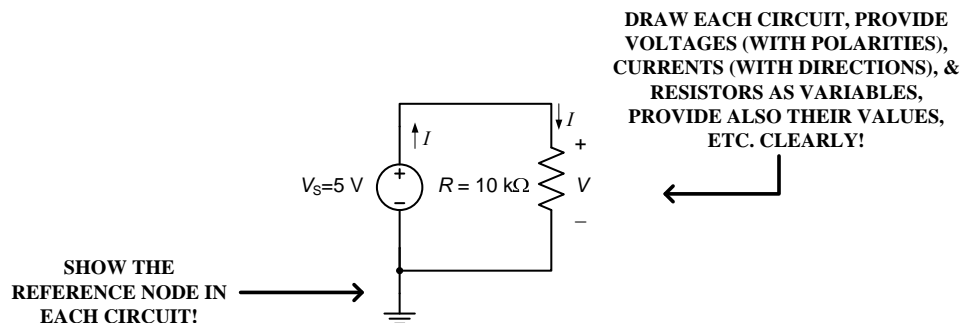 DRAW EACH CIRCUIT, PROVIDE
VOLTAGES (WITH POLARITIES),
CURRENTS (WITH DIRECTIONS), &
RESISTORS AS VARIABLES,
PROVIDE ALSO THEIR VALUES,
ETC. CLEARLY!
I
I
+
+
V_S=5 V
R = 10 kΩ
V
–
–
SHOW THE
REFERENCE NODE IN
EACH CIRCUIT!